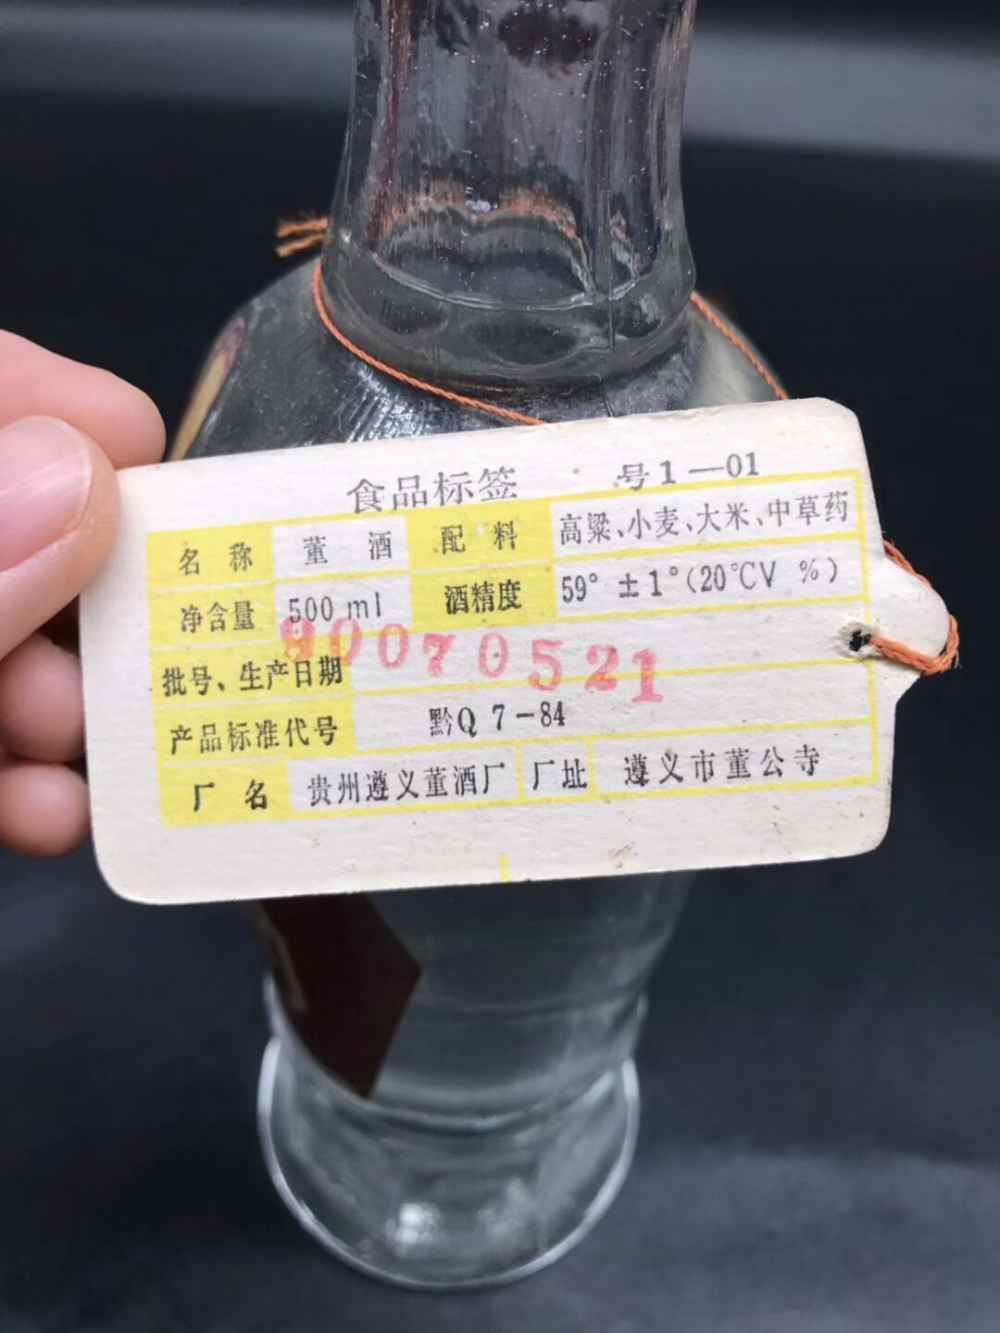 食品标签 号1—01
名称 董酒 配料 高粱、小麦、大米、中草药
净含量 500 ml 酒精度 59° ±1°(20℃V %)
批号、生产日期 90070521
产品标准代号 黔Q 7-84
厂名 贵州遵义董酒厂 厂址 遵义市董公寺